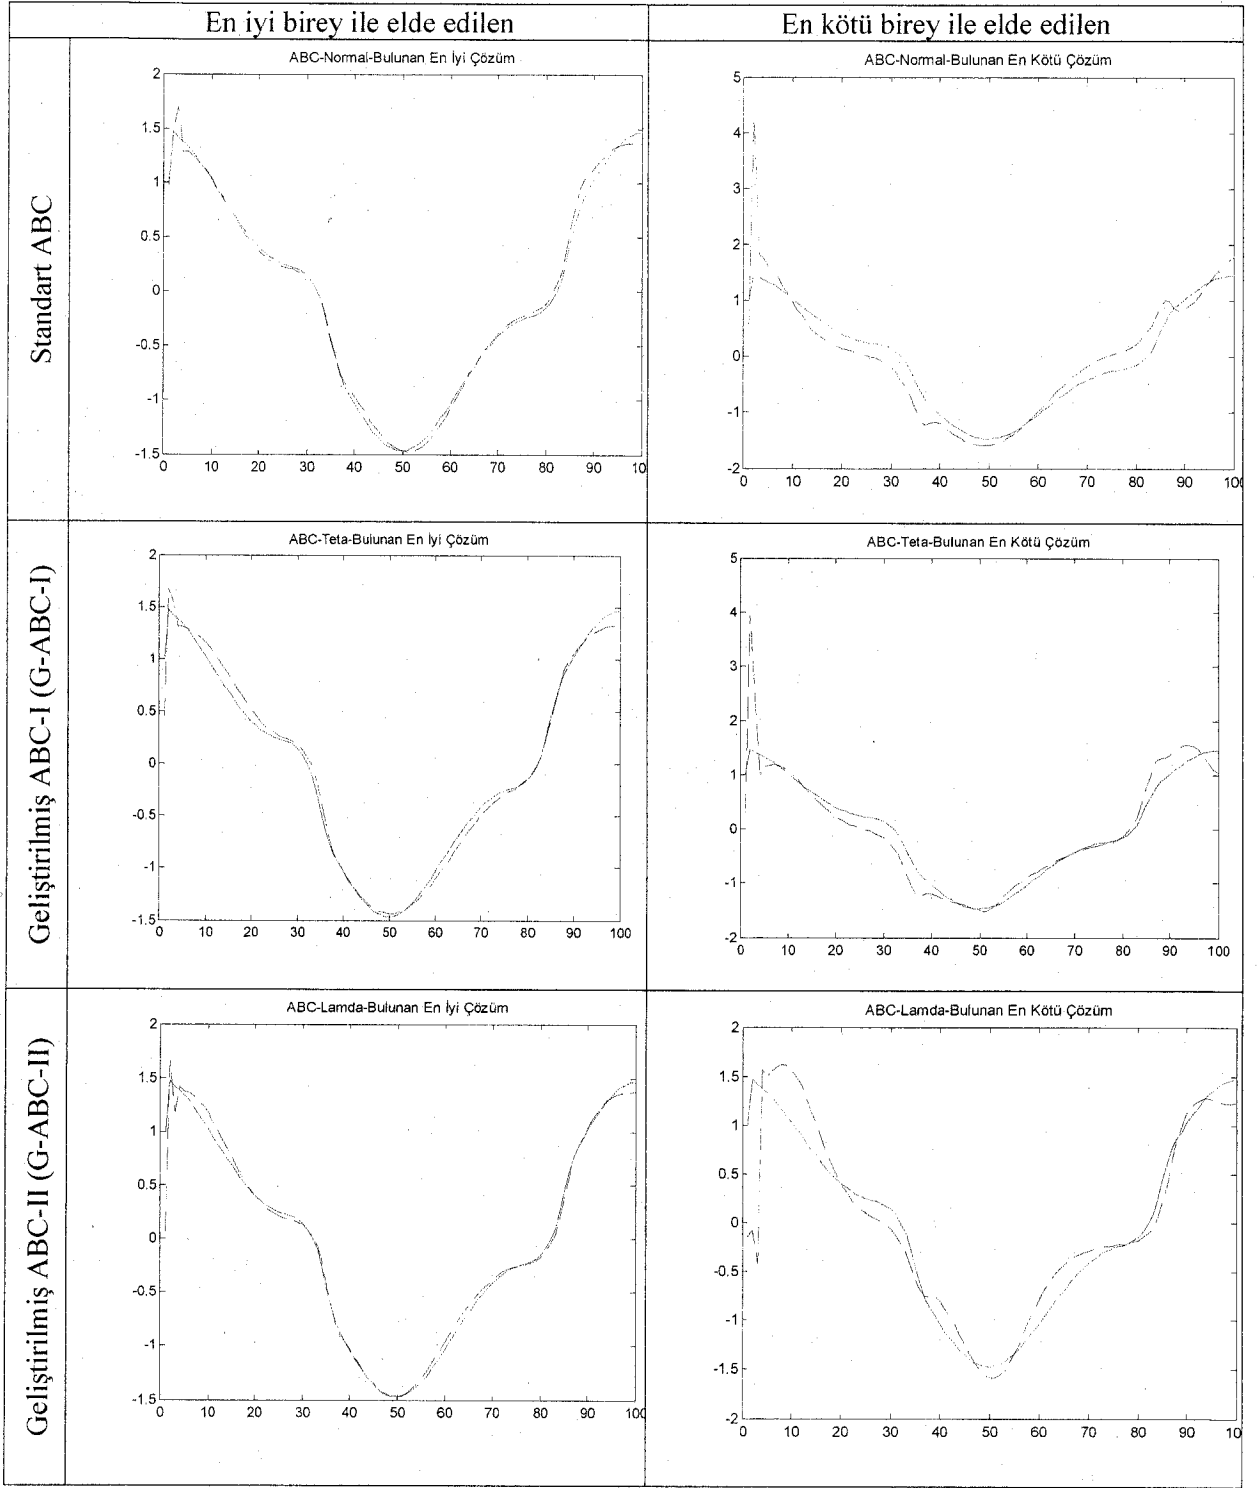 En iyi birey ile elde edilen
En kötü birey ile elde edilen
Standart ABC
ABC-Normal-Bulunan En İyi Çözüm
2
1.5
1
0.5
0
-0.5
-1
-1.5
0 10 20 30 40 50 60 70 80 90 10
ABC-Normal-Bulunan En Kötü Çözüm
5
4
3
2
1
0
-1
-2
0 10 20 30 40 50 60 70 80 90 100
Geliştirilmiş ABC-I (G-ABC-I)
ABC-Teta-Bulunan En İyi Çözüm
2
1.5
1
0.5
0
-0.5
-1
-1.5
0 10 20 30 40 50 60 70 80 90 100
ABC-Teta-Bulunan En Kötü Çözüm
5
4
3
2
1
0
-1
-2
0 10 20 30 40 50 60 70 80 90 100
Geliştirilmiş ABC-II (G-ABC-II)
ABC-Lamda-Bulunan En İyi Çözüm
2
1.5
1
0.5
0
-0.5
-1
-1.5
0 10 20 30 40 50 60 70 80 90 100
ABC-Lamda-Bulunan En Kötü Çözüm
2
1.5
1
0.5
0
-0.5
-1
-1.5
-2
0 10 20 30 40 50 60 70 80 90 100